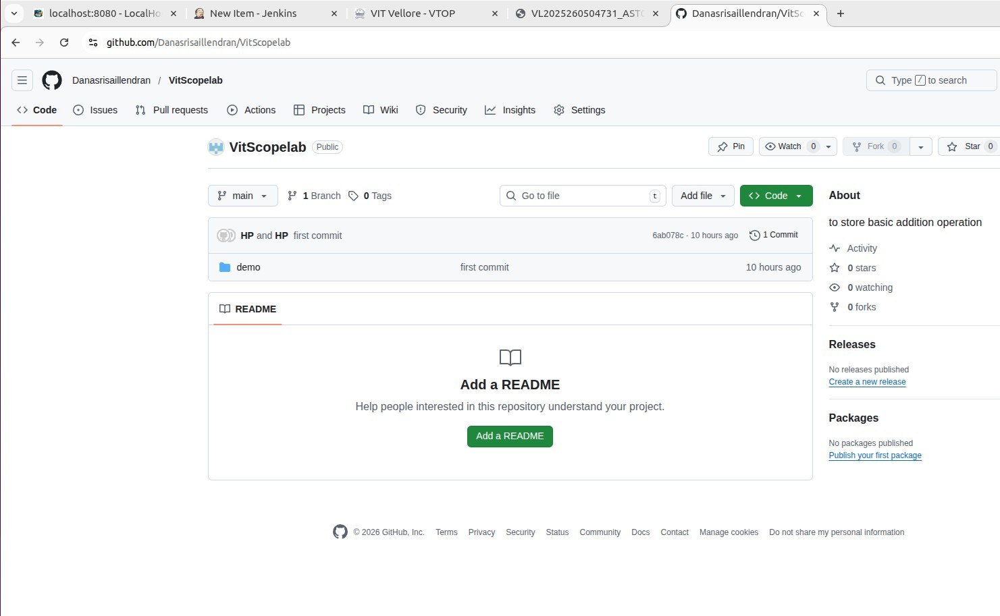 localhost:8080 - LocalHo
New Item - Jenkins
VIT Vellore - VTOP
VL2025260504731_AST
Danasrisaillendran/VitSc
github.com/Danasrisaillendran/VitScopelab
Danasrisaillendran / VitScopelab
Type / to search
Code
Issues
Pull requests
Actions
Projects
Wiki
Security
Insights
Settings
VitScopelab Public
Pin
Watch 0
Fork 0
Star 0
main
1 Branch
0 Tags
Go to file t
Add file
Code
HP and HP first commit
6ab078c · 10 hours ago
1 Commit
demo
first commit
10 hours ago
README
Add a README
Help people interested in this repository understand your project.
Add a README
About
to store basic addition operation
Activity
0 stars
0 watching
0 forks
Releases
No releases published
Create a new release
Packages
No packages published
Publish your first package
© 2026 GitHub, Inc.
Terms
Privacy
Security
Status
Community
Docs
Contact
Manage cookies
Do not share my personal information